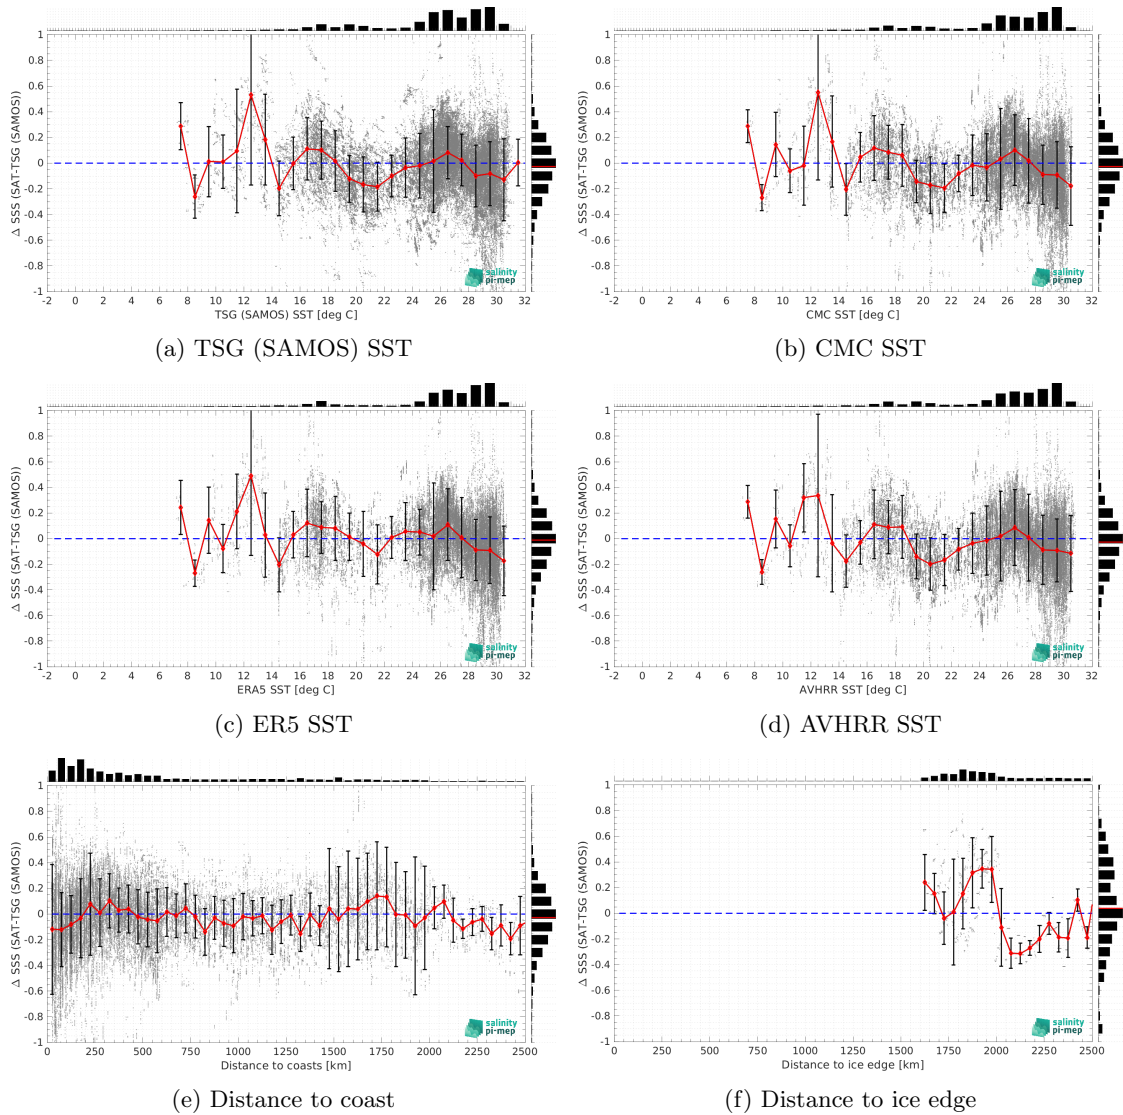 Δ SSS (SAT-TSG (SAMOS))
1
0.8
0.6
0.4
0.2
0
-0.2
-0.4
-0.6
-0.8
-1
salinity
pi-mep
-2 0 2 4 6 8 10 12 14 16 18 20 22 24 26 28 30 32
TSG (SAMOS) SST [deg C]
(a) TSG (SAMOS) SST
Δ SSS (SAT-TSG (SAMOS))
1
0.8
0.6
0.4
0.2
0
-0.2
-0.4
-0.6
-0.8
-1
salinity
pi-mep
-2 0 2 4 6 8 10 12 14 16 18 20 22 24 26 28 30 32
CMC SST [deg C]
(b) CMC SST
Δ SSS (SAT-TSG (SAMOS))
1
0.8
0.6
0.4
0.2
0
-0.2
-0.4
-0.6
-0.8
-1
salinity
pi-mep
-2 0 2 4 6 8 10 12 14 16 18 20 22 24 26 28 30 32
ERA5 SST [deg C]
(c) ER5 SST
Δ SSS (SAT-TSG (SAMOS))
1
0.8
0.6
0.4
0.2
0
-0.2
-0.4
-0.6
-0.8
-1
salinity
pi-mep
-2 0 2 4 6 8 10 12 14 16 18 20 22 24 26 28 30 32
AVHRR SST [deg C]
(d) AVHRR SST
Δ SSS (SAT-TSG (SAMOS))
1
0.8
0.6
0.4
0.2
0
-0.2
-0.4
-0.6
-0.8
-1
salinity
pi-mep
0 250 500 750 1000 1250 1500 1750 2000 2250 2500
Distance to coasts [km]
(e) Distance to coast
Δ SSS (SAT-TSG (SAMOS))
1
0.8
0.6
0.4
0.2
0
-0.2
-0.4
-0.6
-0.8
-1
salinity
pi-mep
0 250 500 750 1000 1250 1500 1750 2000 2250 2500
Distance to ice edge [km]
(f) Distance to ice edge